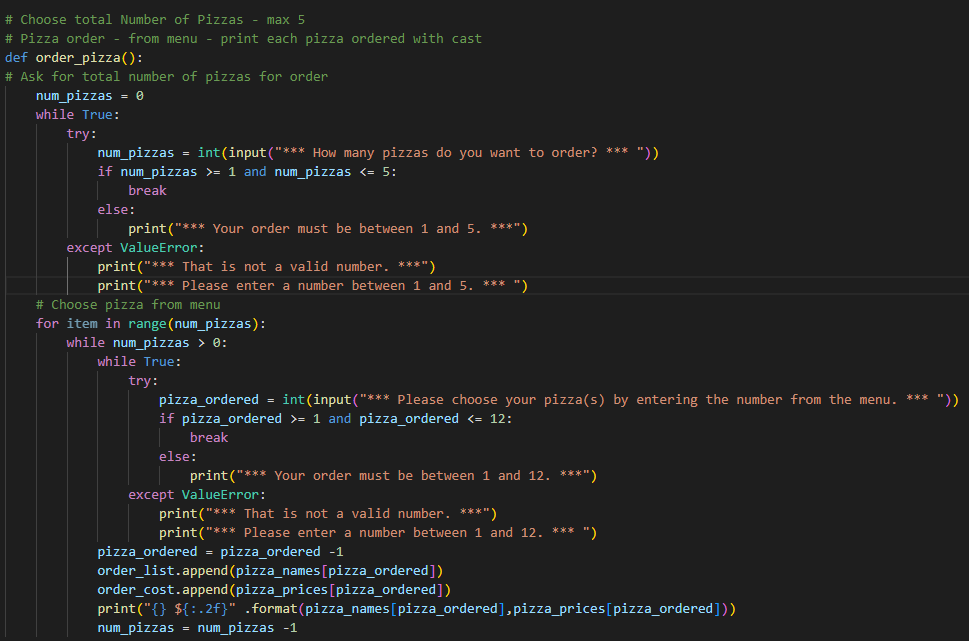 # Choose total Number of Pizzas - max 5
# Pizza order - from menu - print each pizza ordered with cast
def order_pizza():
# Ask for total number of pizzas for order
    num_pizzas = 0
    while True:
        try:
            num_pizzas = int(input("*** How many pizzas do you want to order? *** "))
            if num_pizzas >= 1 and num_pizzas <= 5:
                break
            else:
                print("*** Your order must be between 1 and 5. ***")
        except ValueError:
            print("*** That is not a valid number. ***")
            print("*** Please enter a number between 1 and 5. *** ")
    # Choose pizza from menu
    for item in range(num_pizzas):
        while num_pizzas > 0:
            while True:
                try:
                    pizza_ordered = int(input("*** Please choose your pizza(s) by entering the number from the menu. *** "))
                    if pizza_ordered >= 1 and pizza_ordered <= 12:
                        break
                    else:
                        print("*** Your order must be between 1 and 12. ***")
                except ValueError:
                    print("*** That is not a valid number. ***")
                    print("*** Please enter a number between 1 and 12. *** ")
            pizza_ordered = pizza_ordered -1
            order_list.append(pizza_names[pizza_ordered])
            order_cost.append(pizza_prices[pizza_ordered])
            print("{} ${:.2f}" .format(pizza_names[pizza_ordered],pizza_prices[pizza_ordered]))
            num_pizzas = num_pizzas -1